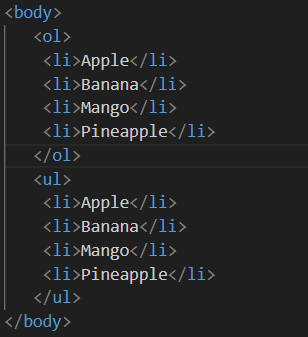 <body>
<ol>
<li>Apple</li>
<li>Banana</li>
<li>Mango</li>
<li>Pineapple</li>
</ol>
<ul>
<li>Apple</li>
<li>Banana</li>
<li>Mango</li>
<li>Pineapple</li>
</ul>
</body>